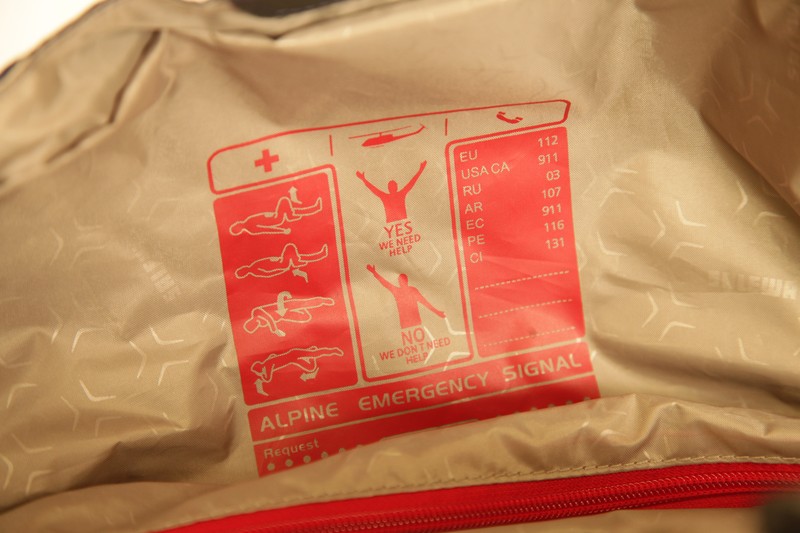 YES
WE NEED
HELP
NO
WE DON'T NEED
HELP
EU 112
USA CA 911
RU 03
AR 107
EC 911
PE 116
CI 131
ALPINE EMERGENCY SIGNAL
Request
SALEWA